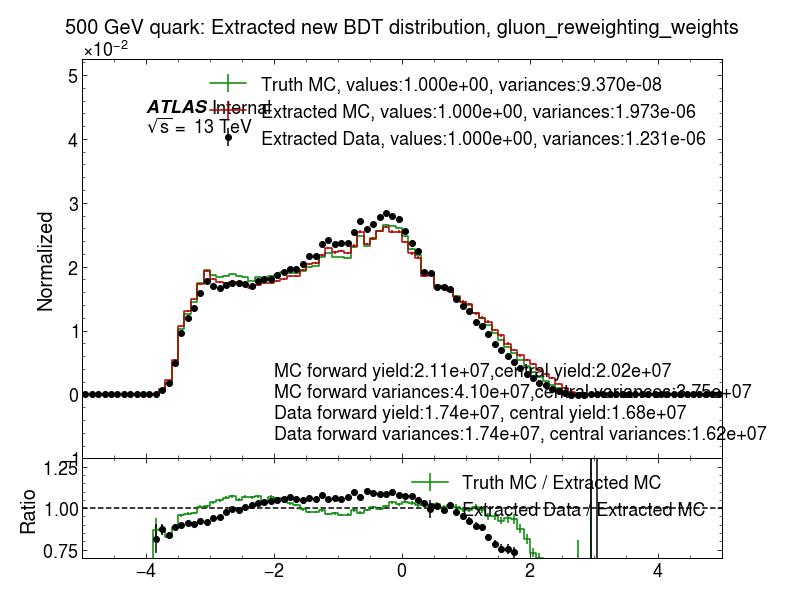 500 GeV quark: Extracted new BDT distribution, gluon_reweighting_weights
×10⁻²
Truth MC, values:1.000e+00, variances:9.370e-08
ATLAS Internal
Extracted MC, values:1.000e+00, variances:1.973e-06
√s = 13 TeV
Extracted Data, values:1.000e+00, variances:1.231e-06
5
4
3
2
1
0
1
Normalized
MC forward yield:2.11e+07,central yield:2.02e+07
MC forward variances:4.10e+07,central variances:3.75e+07
Data forward yield:1.74e+07, central yield:1.68e+07
Data forward variances:1.74e+07, central variances:1.62e+07
Truth MC / Extracted MC
Extracted Data / Extracted MC
1.25
1.00
0.75
Ratio
−4 −2 0 2 4